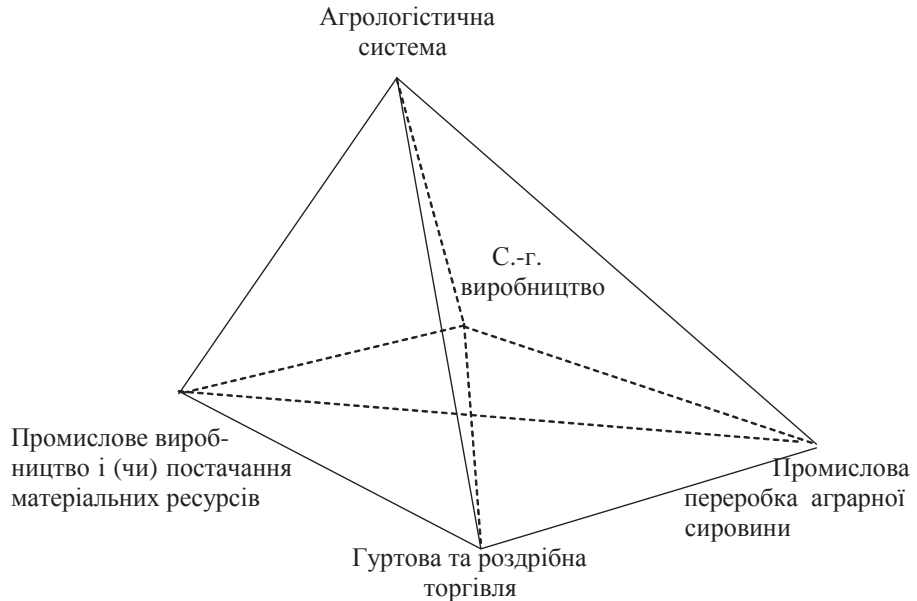 Агрологістична
система
С.-г.
виробництво
Промислове вироб-
ництво і (чи) постачання
матеріальних ресурсів
Промислова
переробка аграрної
сировини
Гуртова та роздрібна
торгівля